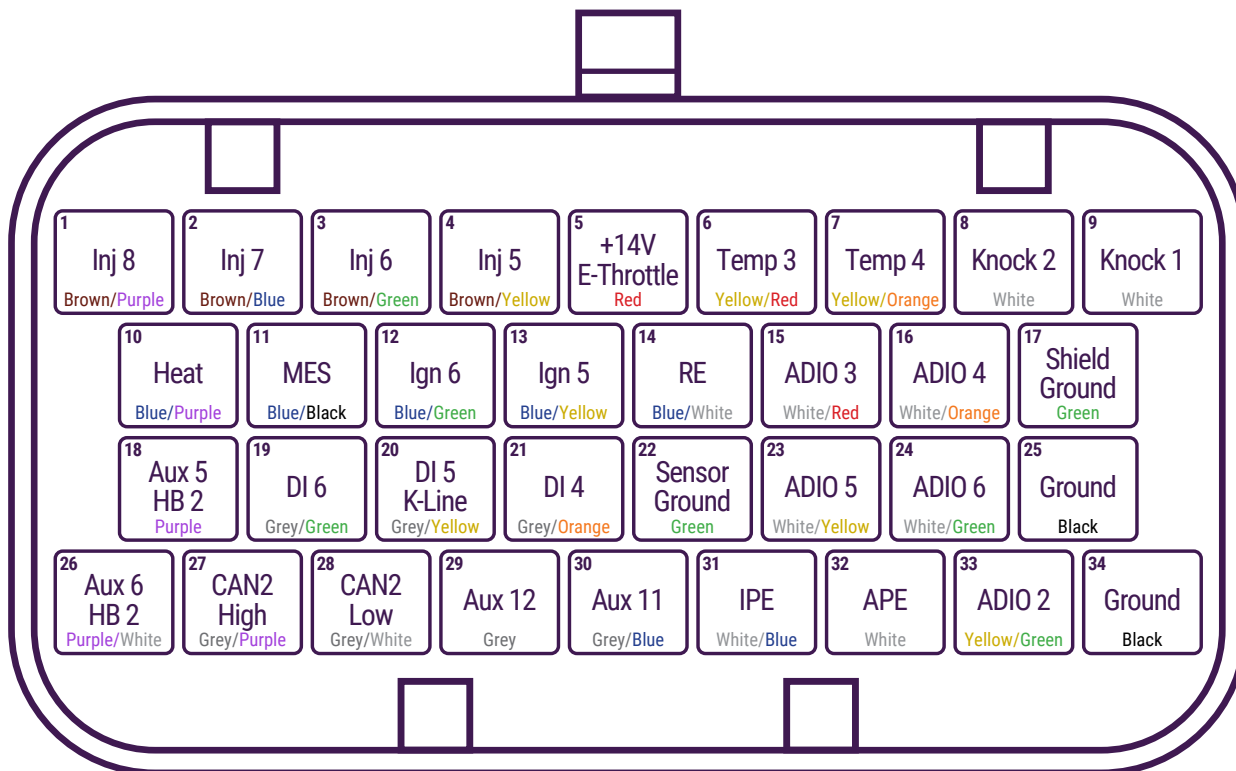 1
Inj 8
Brown/Purple
2
Inj 7
Brown/Blue
3
Inj 6
Brown/Green
4
Inj 5
Brown/Yellow
5
+14V
E-Throttle
Red
6
Temp 3
Yellow/Red
7
Temp 4
Yellow/Orange
8
Knock 2
White
9
Knock 1
White
10
Heat
Blue/Purple
11
MES
Blue/Black
12
Ign 6
Blue/Green
13
Ign 5
Blue/Yellow
14
RE
Blue/White
15
ADIO 3
White/Red
16
ADIO 4
White/Orange
17
Shield
Ground
Green
18
Aux 5
HB 2
Purple
19
DI 6
Grey/Green
20
DI 5
K-Line
Grey/Yellow
21
DI 4
Grey/Orange
22
Sensor
Ground
Green
23
ADIO 5
White/Yellow
24
ADIO 6
White/Green
25
Ground
Black
26
Aux 6
HB 2
Purple/White
27
CAN2
High
Grey/Purple
28
CAN2
Low
Grey/White
29
Aux 12
Grey
30
Aux 11
Grey/Blue
31
IPE
White/Blue
32
APE
White
33
ADIO 2
Yellow/Green
34
Ground
Black